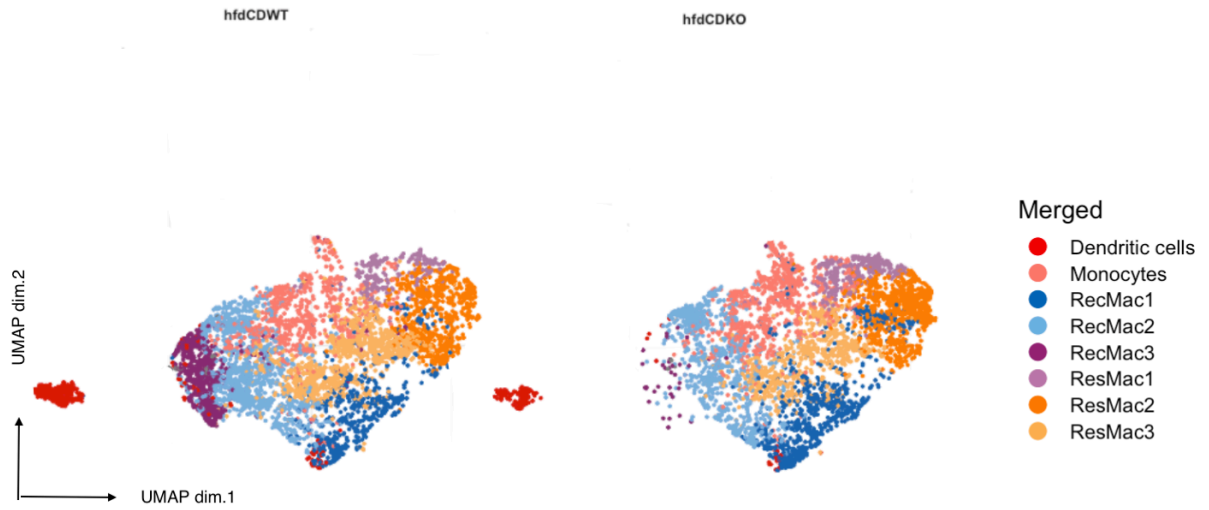 hfdCDWT
hfdCDKO
Merged
Dendritic cells
Monocytes
RecMac1
RecMac2
RecMac3
ResMac1
ResMac2
ResMac3
UMAP dim.2
UMAP dim.1